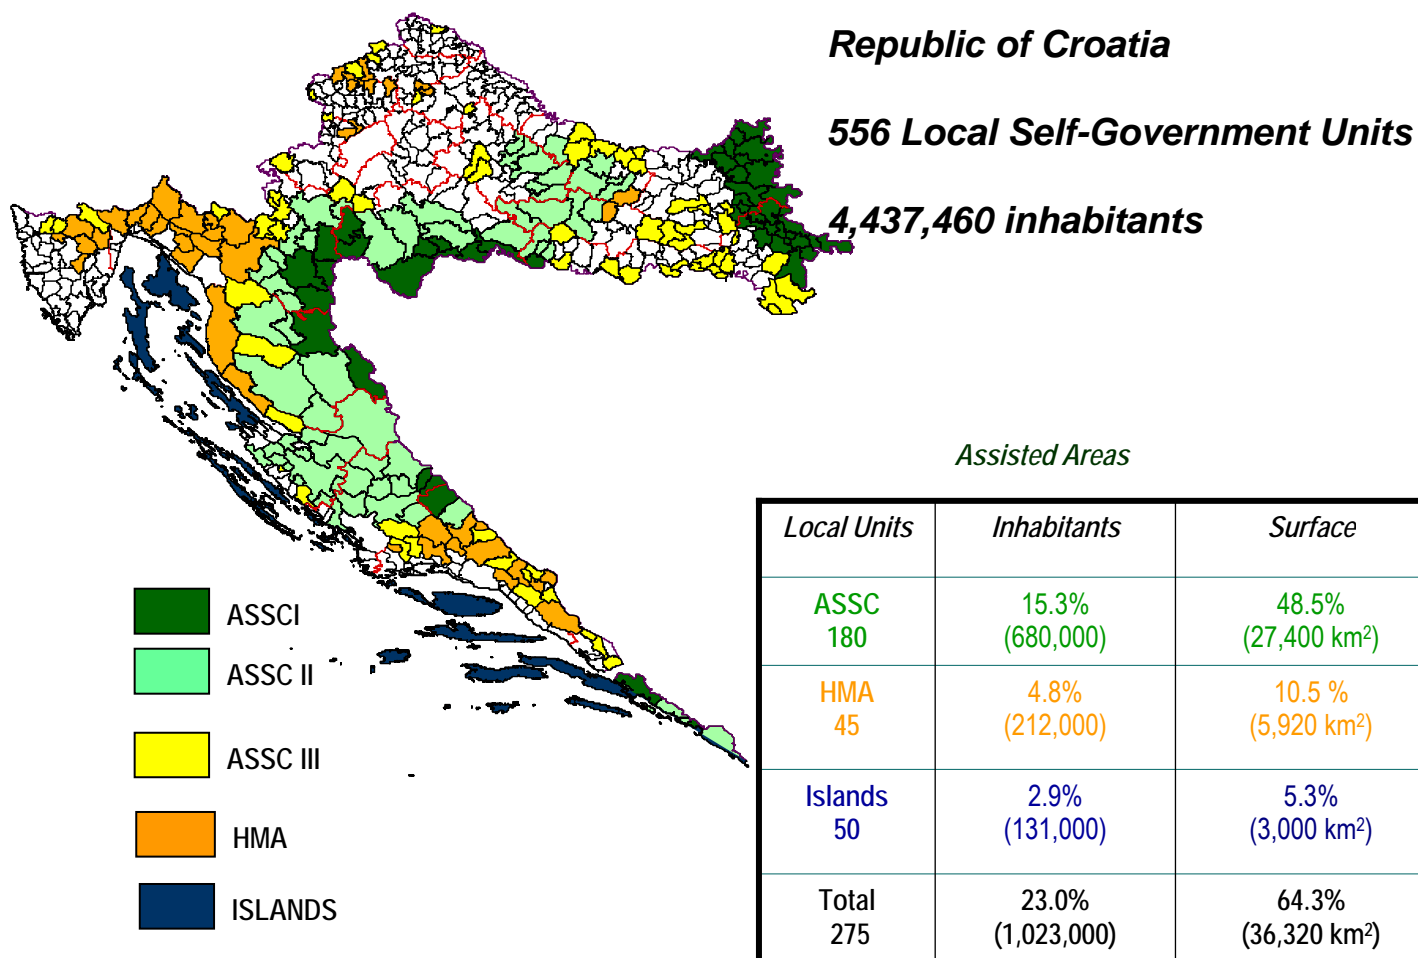 Republic of Croatia
556 Local Self-Government Units
4,437,460 inhabitants
Assisted Areas
Local Units Inhabitants Surface
ASSC 15.3% 48.5%
180 (680,000) (27,400 km²)
HMA 4.8% 10.5 %
45 (212,000) (5,920 km²)
Islands 2.9% 5.3%
50 (131,000) (3,000 km²)
Total 23.0% 64.3%
275 (1,023,000) (36,320 km²)
ASSCI
ASSC II
ASSC III
HMA
ISLANDS